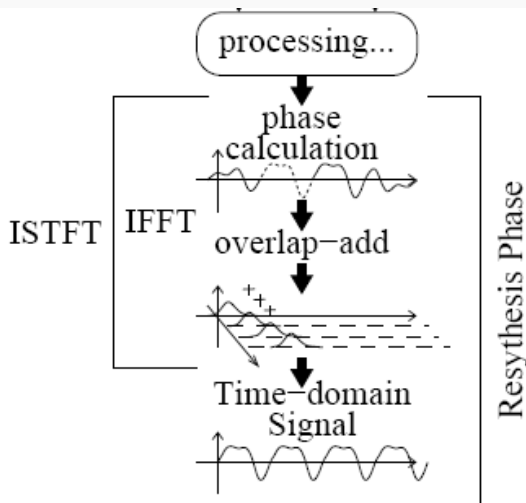 processing...
phase
calculation
ISTFT
IFFT
overlap−add
+
+
+
Time−domain
Signal
Resythesis Phase